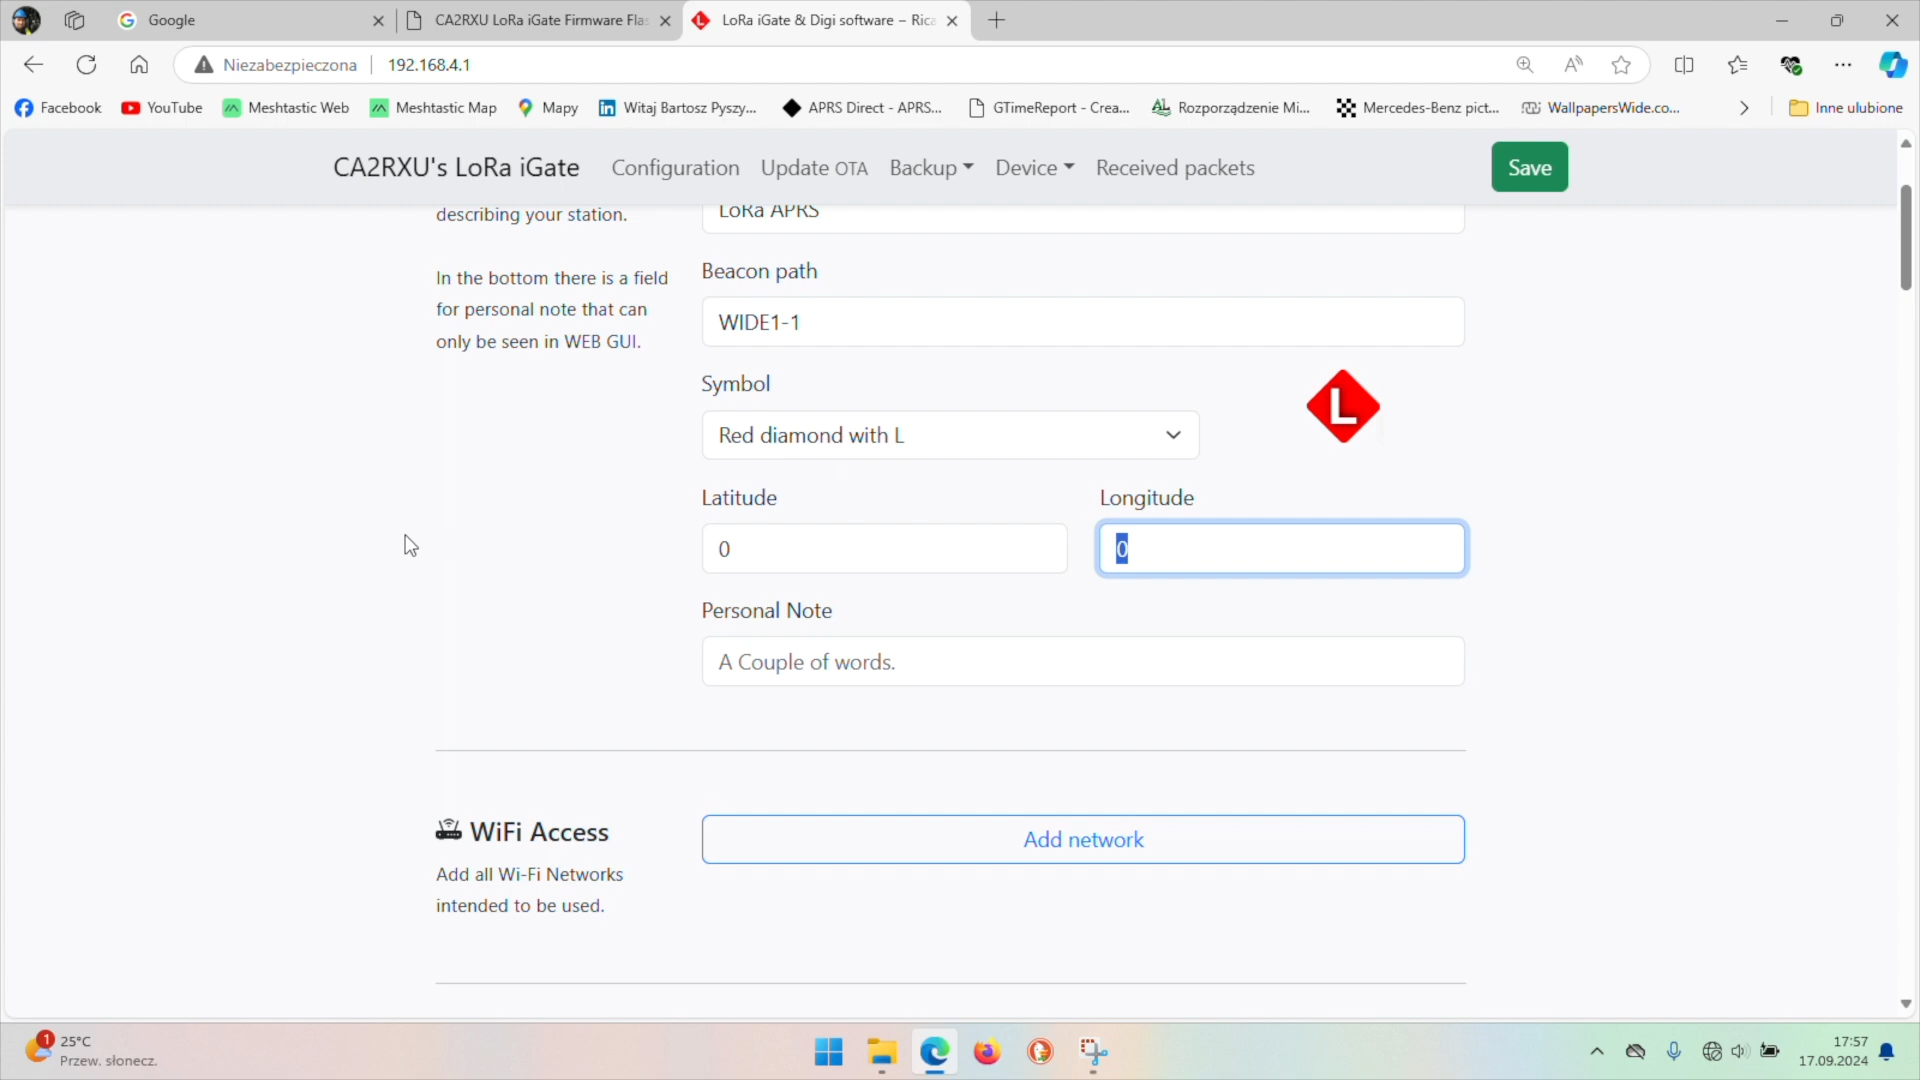 Google
CA2RXU LoRa iGate Firmware Flas
LoRa iGate & Digi software – Rica
Niezabezpieczona
192.168.4.1
Facebook
YouTube
Meshtastic Web
Meshtastic Map
Mapy
Witaj Bartosz Pyszy...
APRS Direct - APRS...
GTimeReport - Crea...
Rozporządzenie Mi...
Mercedes-Benz pict...
WallpapersWide.co...
Inne ulubione
CA2RXU's LoRa iGate
Configuration
Update OTA
Backup
Device
Received packets
Save
describing your station.
LoRa APRS
In the bottom there is a field
for personal note that can
only be seen in WEB GUI.
Beacon path
WIDE1-1
Symbol
Red diamond with L
L
Latitude
Longitude
0
0
Personal Note
A Couple of words.
WiFi Access
Add all Wi-Fi Networks
intended to be used.
Add network
1
25°C
Przew. słonecz.
17:57
17.09.2024